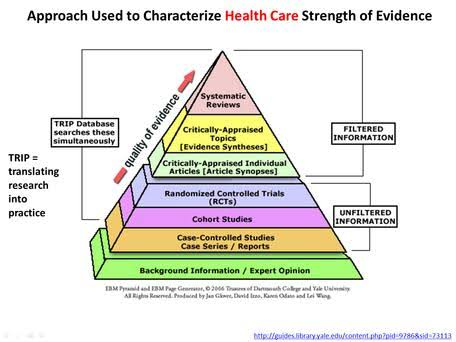 Approach Used to Characterize Health Care Strength of Evidence
TRIP Database
searches these
simultaneously
quality of evidence
TRIP =
translating
research
into
practice
Systematic
Reviews
Critically-Appraised
Topics
[Evidence Syntheses]
Critically-Appraised Individual
Articles [Article Synopses]
Randomized Controlled Trials
(RCTs)
Cohort Studies
Case-Controlled Studies
Case Series / Reports
Background Information / Expert Opinion
FILTERED
INFORMATION
UNFILTERED
INFORMATION
EBM Pyramid and EBM Page Generator, © 2006 Trustees of Dartmouth College and Yale University.
All Rights Reserved. Produced by Jan Glover, David Izzo, Karen Odato and Lei Wang.
http://guides.library.yale.edu/content.php?pid=9786&sid=73113